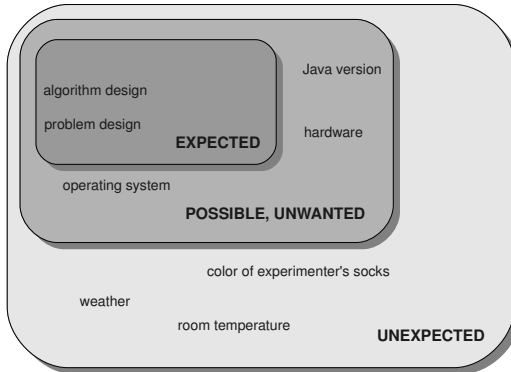 Java version
algorithm design
problem design
hardware
EXPECTED
operating system
POSSIBLE, UNWANTED
color of experimenter's socks
weather
room temperature
UNEXPECTED